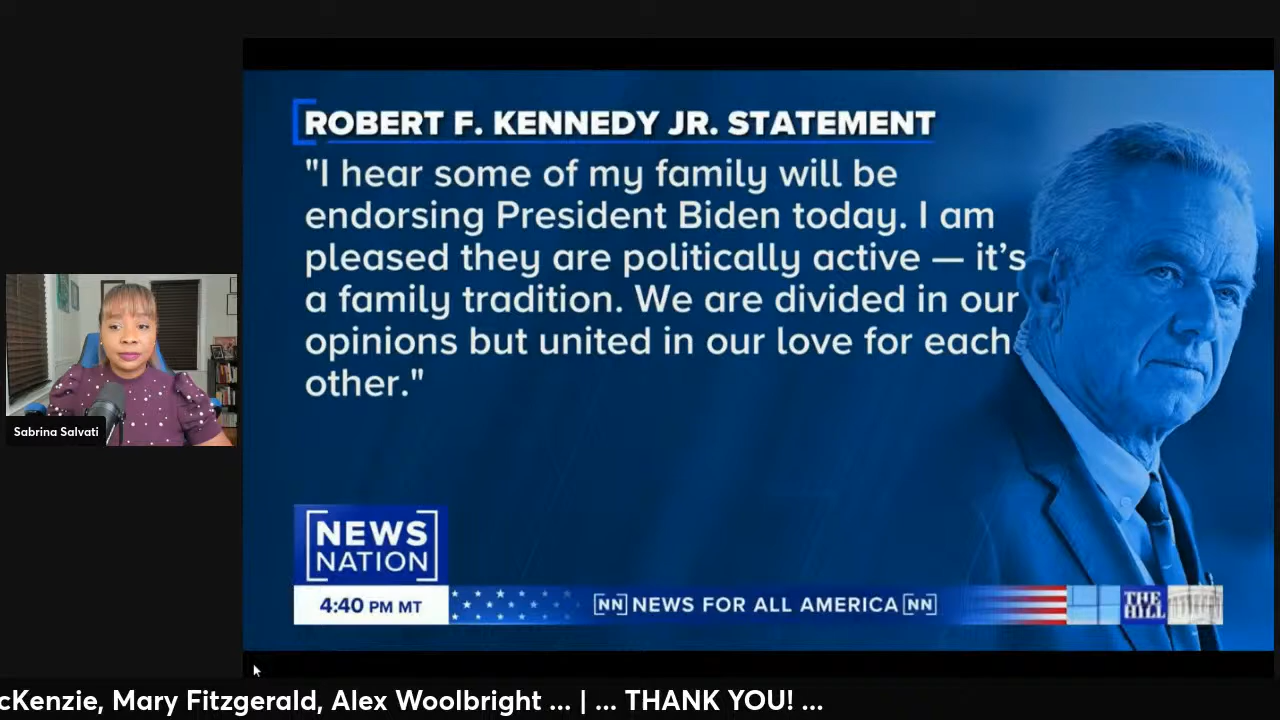 ROBERT F. KENNEDY JR. STATEMENT
"I hear some of my family will be
endorsing President Biden today. I am
pleased they are politically active — it's
a family tradition. We are divided in our
opinions but united in our love for each
other."
Sabrina Salvati
NEWS
NATION
4:40 PM MT
NN NEWS FOR ALL AMERICA NN
THE
HILL
cKenzie, Mary Fitzgerald, Alex Woolbright ... | ... THANK YOU! ...